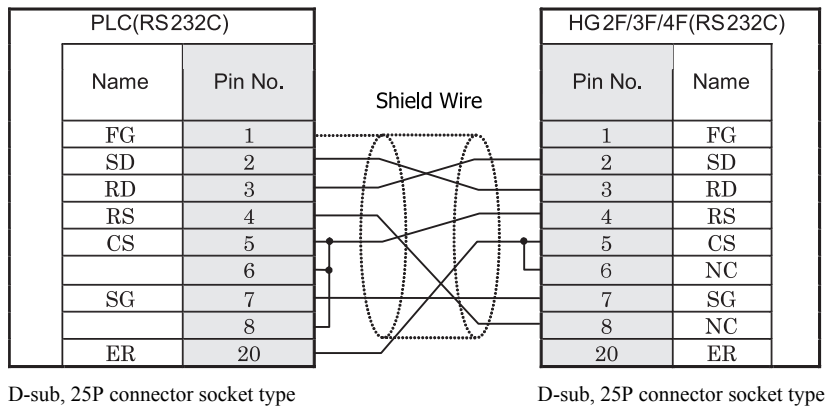 PLC(RS232C) HG2F/3F/4F(RS232C)
Name Pin No. Pin No. Name
Shield Wire
FG 1 1 FG
SD 2 2 SD
RD 3 3 RD
RS 4 4 RS
CS 5 5 CS
6 6 NC
SG 7 7 SG
8 8 NC
ER 20 20 ER
D-sub, 25P connector socket type D-sub, 25P connector socket type